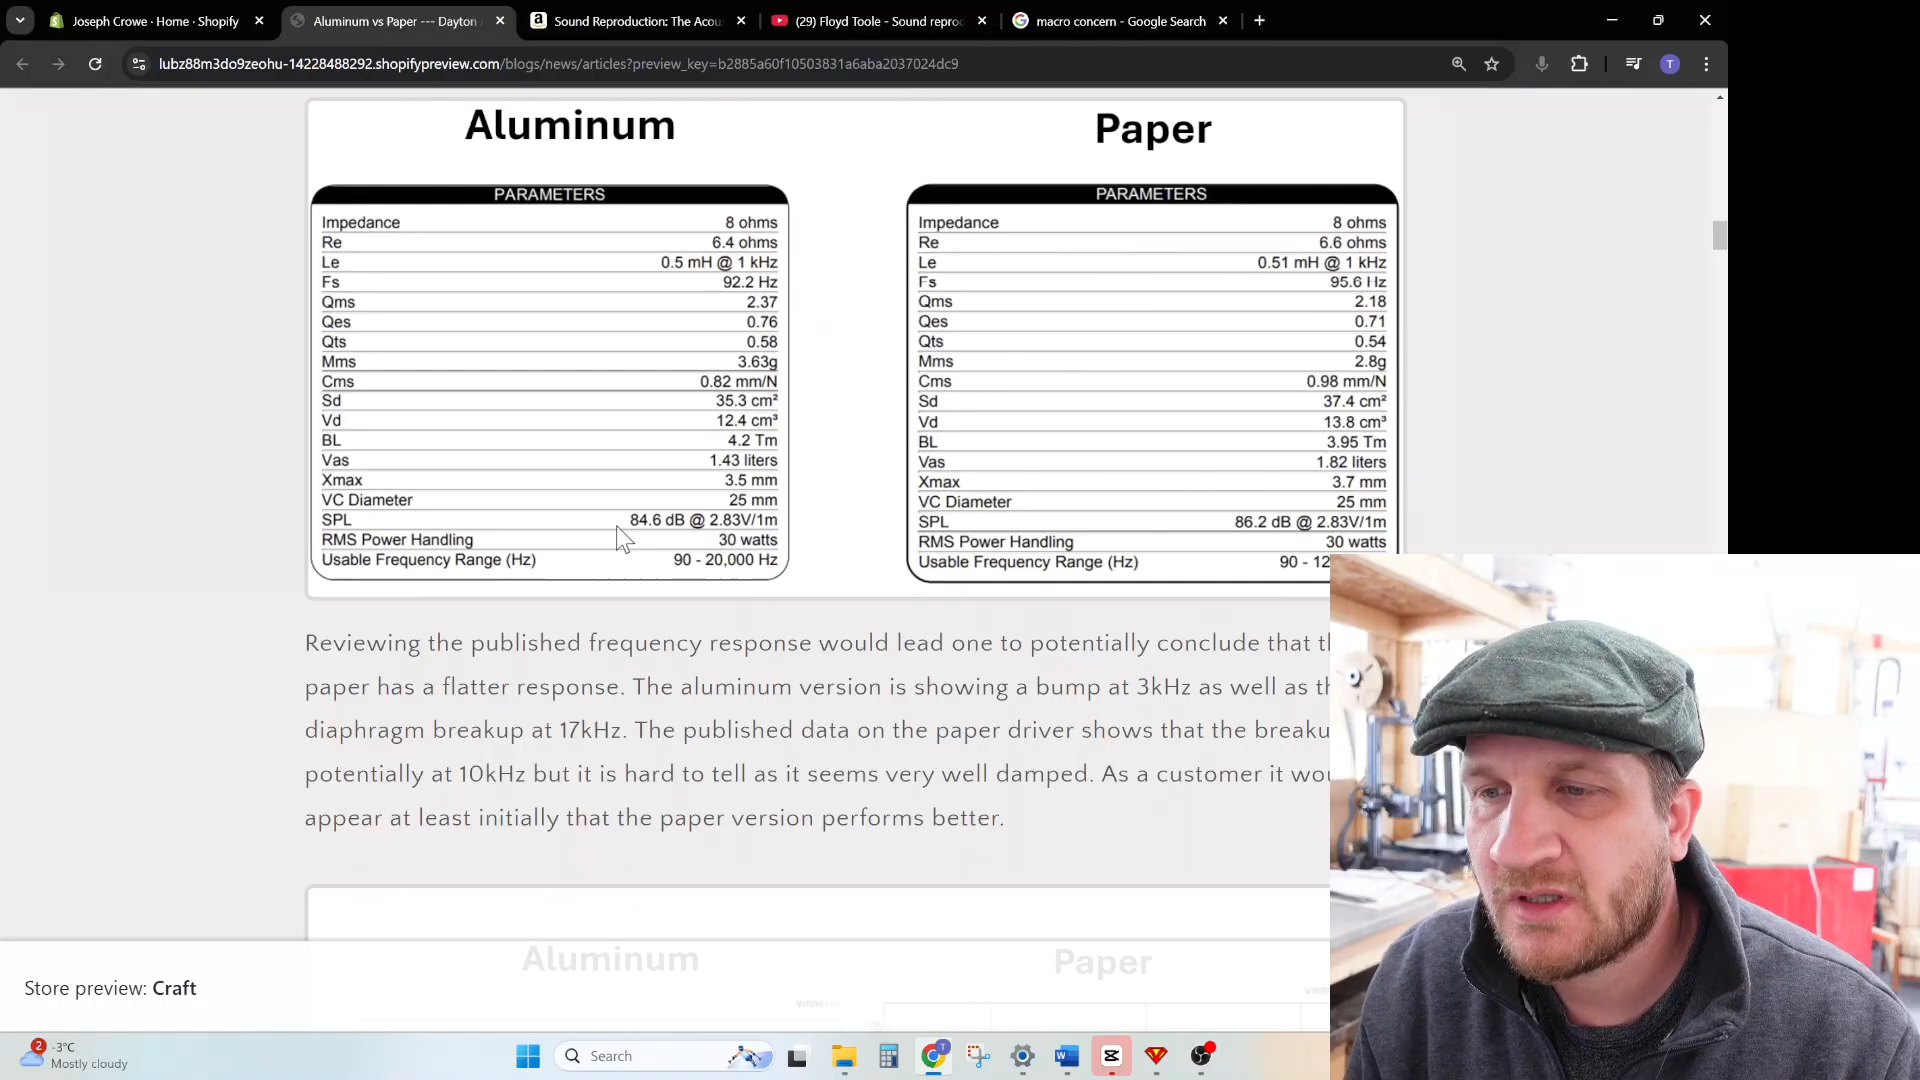 Joseph Crowe · Home · Shopify
Aluminum vs Paper --- Dayton
Sound Reproduction: The Acou
(29) Floyd Toole - Sound reprod
macro concern - Google Search
lubz88m3do9zeohu-14228488292.shopifypreview.com/blogs/news/articles?preview_key=b2885a60f10503831a6aba2037024dc9
T
Aluminum
Paper
PARAMETERS
Impedance 8 ohms
Re 6.4 ohms
Le 0.5 mH @ 1 kHz
Fs 92.2 Hz
Qms 2.37
Qes 0.76
Qts 0.58
Mms 3.63g
Cms 0.82 mm/N
Sd 35.3 cm²
Vd 12.4 cm³
BL 4.2 Tm
Vas 1.43 liters
Xmax 3.5 mm
VC Diameter 25 mm
SPL 84.6 dB @ 2.83V/1m
RMS Power Handling 30 watts
Usable Frequency Range (Hz) 90 - 20,000 Hz
PARAMETERS
Impedance 8 ohms
Re 6.6 ohms
Le 0.51 mH @ 1 kHz
Fs 95.6 Hz
Qms 2.18
Qes 0.71
Qts 0.54
Mms 2.8g
Cms 0.98 mm/N
Sd 37.4 cm²
Vd 13.8 cm³
BL 3.95 Tm
Vas 1.82 liters
Xmax 3.7 mm
VC Diameter 25 mm
SPL 86.2 dB @ 2.83V/1m
RMS Power Handling 30 watts
Usable Frequency Range (Hz) 90 - 12
Reviewing the published frequency response would lead one to potentially conclude that th
paper has a flatter response. The aluminum version is showing a bump at 3kHz as well as th
diaphragm breakup at 17kHz. The published data on the paper driver shows that the breaku
potentially at 10kHz but it is hard to tell as it seems very well damped. As a customer it wou
appear at least initially that the paper version performs better.
Aluminum
Paper
Store preview: Craft
2
-3°C
Mostly cloudy
Search